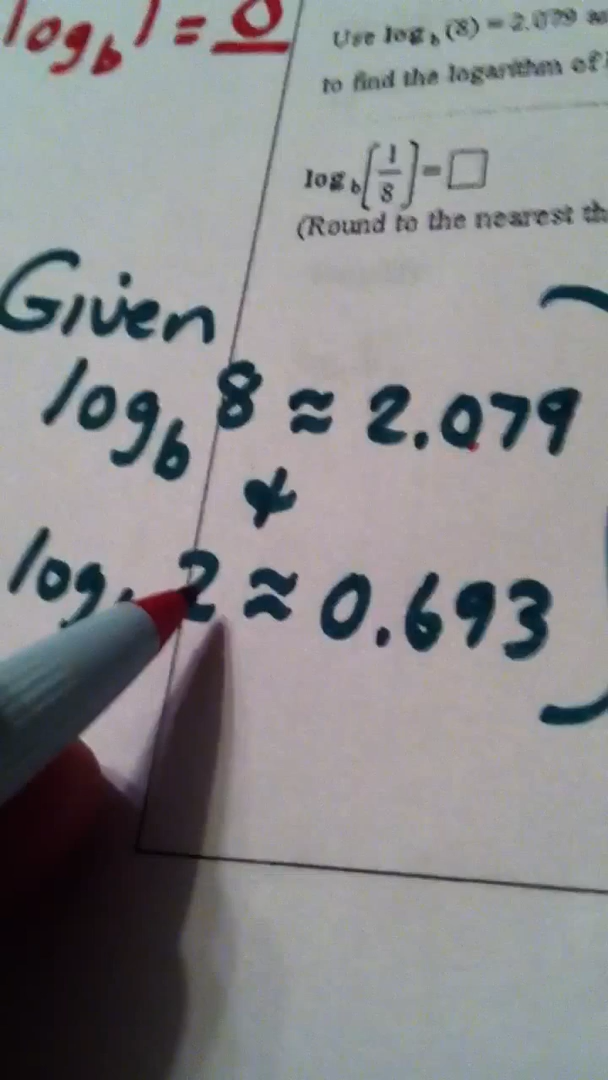 log_b 1 = 0
Use log_b (8) = 2.079
to find the logarithm of
log_b [1/8] = □
(Round to the nearest
Given
log_b 8 ≈ 2.079
&
log 2 ≈ 0.693